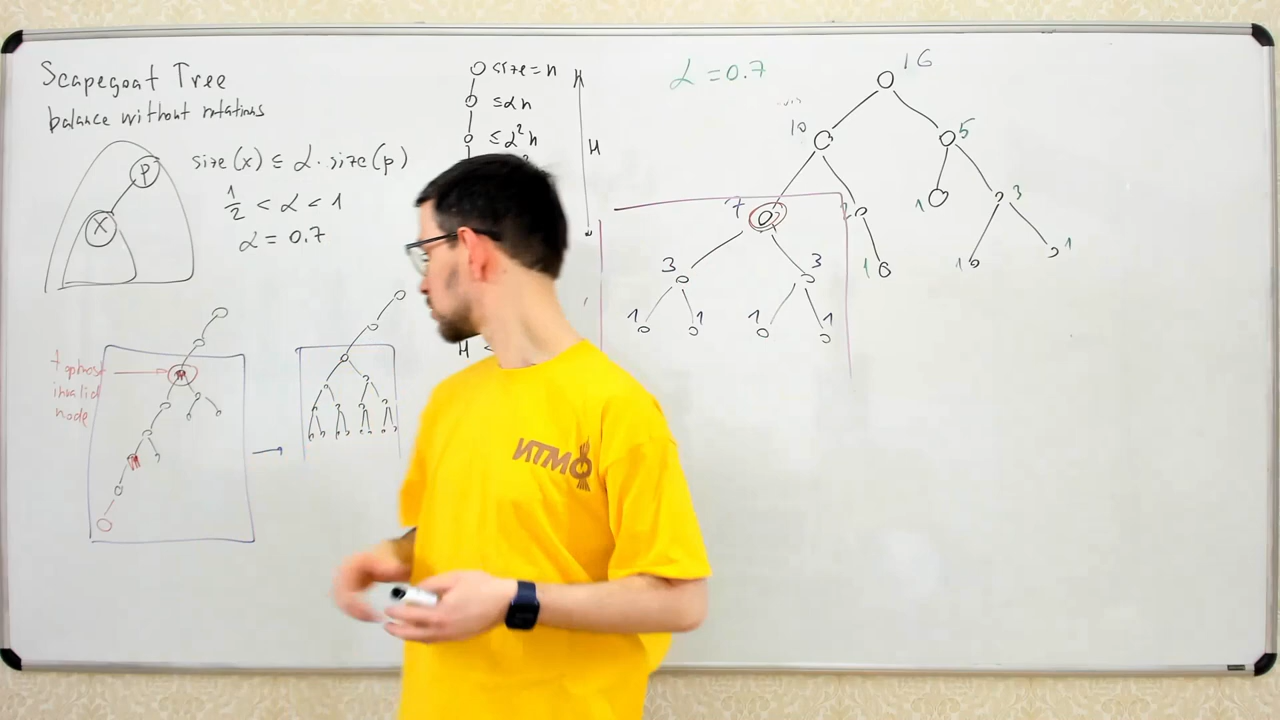 Scapegoat Tree
balance without rotations
P
X
size(x) ≤ α · size(p)
1/2 < α < 1
α = 0.7
size = n
≤ αn
≤ α²n
H
H
H <
topmost
invalid
node
α = 0.7
16
10
5
7
2
1
3
3
3
1
1
1
1
1
1
1
ИТМО